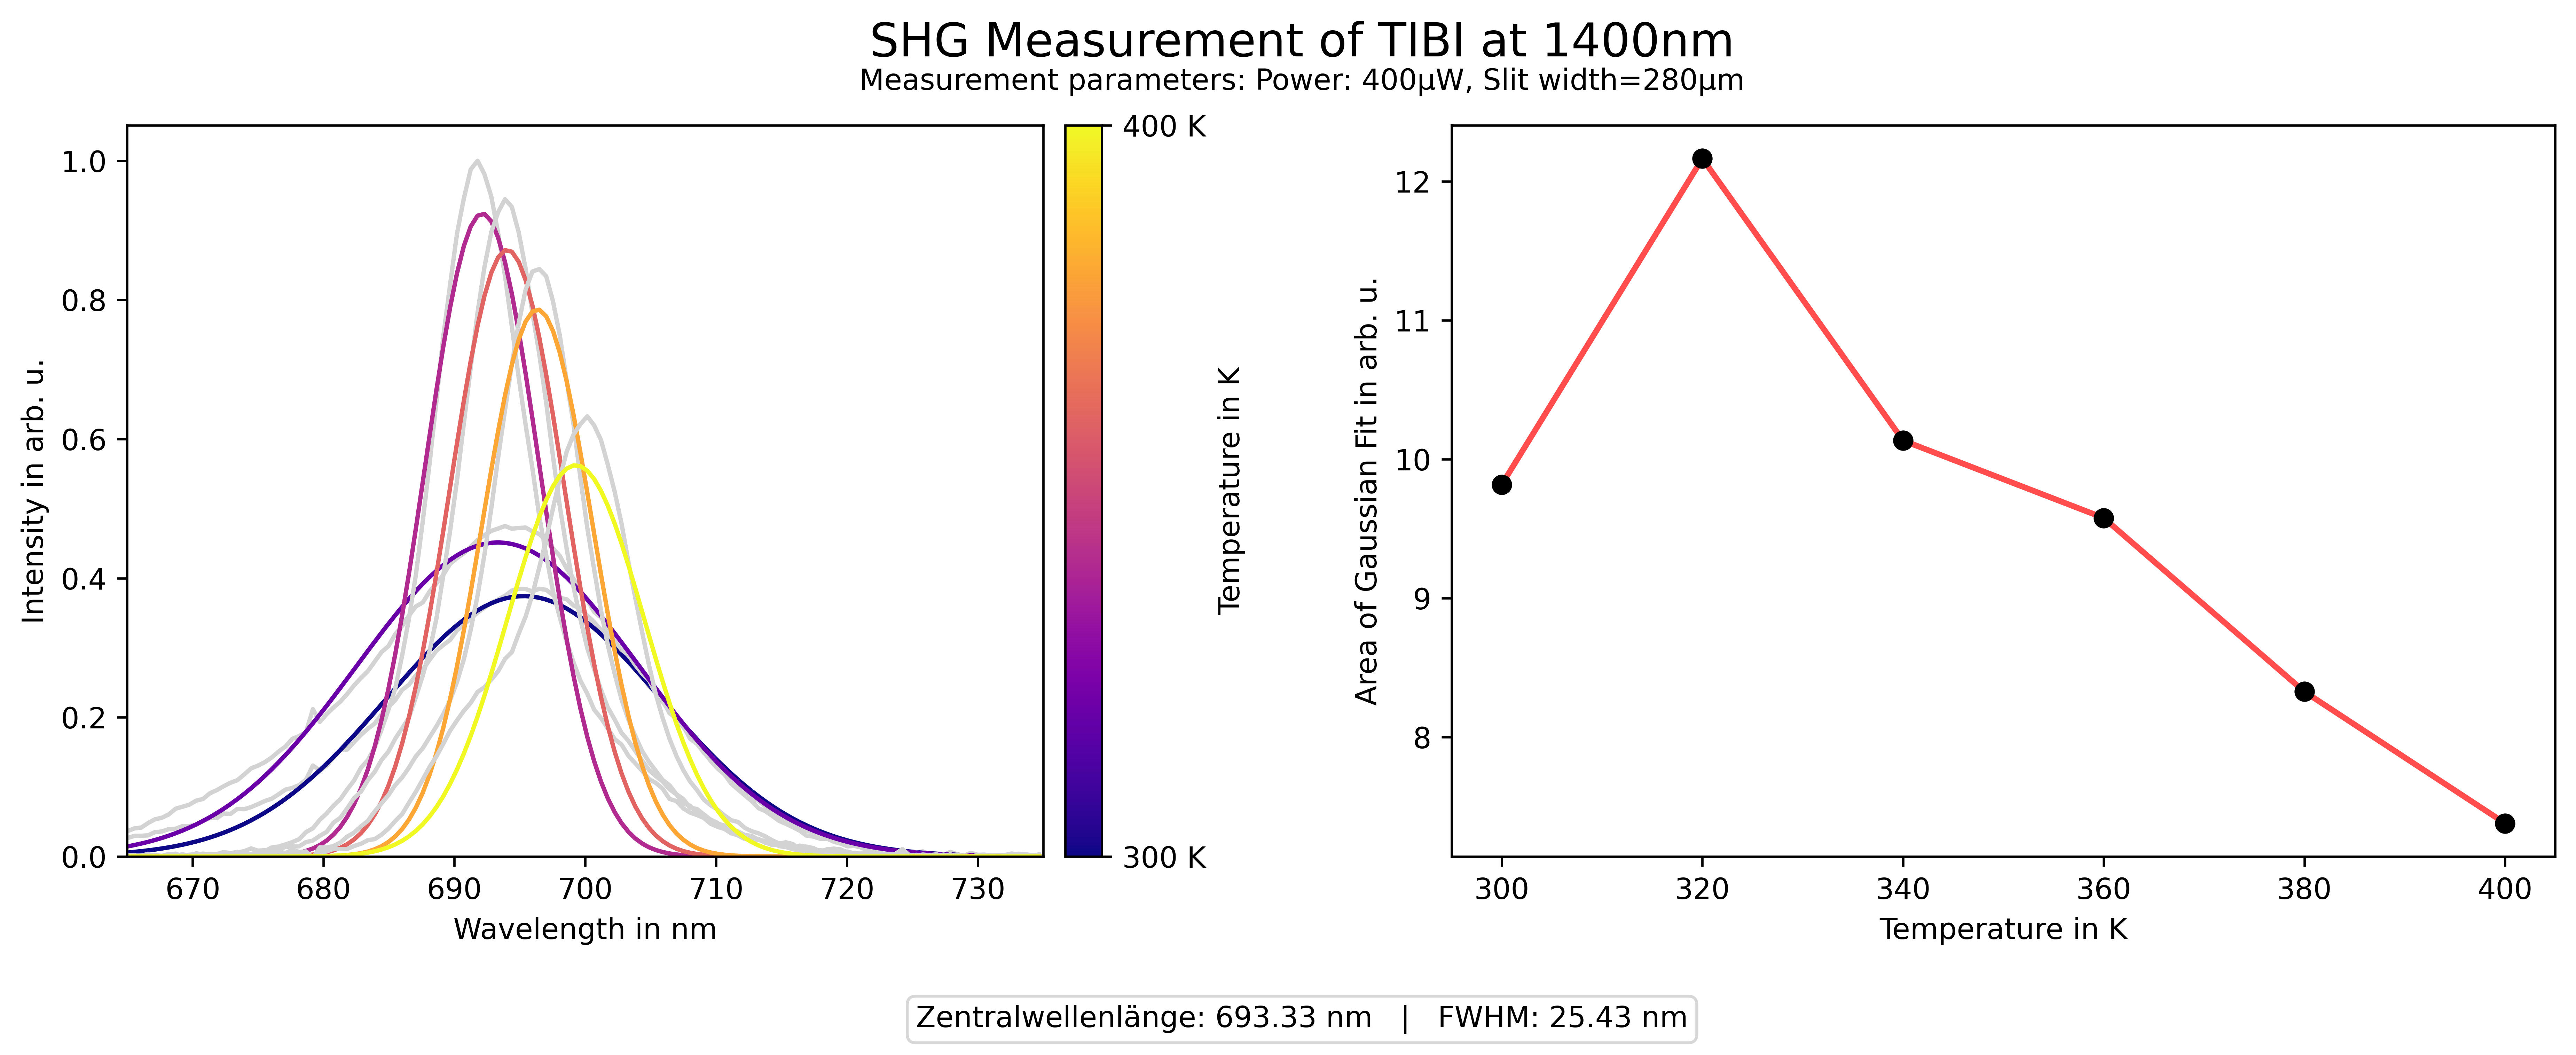 SHG Measurement of TIBI at 1400nm
Measurement parameters: Power: 400µW, Slit width=280µm
Intensity in arb. u.
1.0
0.8
0.6
0.4
0.2
0.0
670 680 690 700 710 720 730
Wavelength in nm
400 K
300 K
Temperature in K
Area of Gaussian Fit in arb. u.
12
11
10
9
8
300 320 340 360 380 400
Temperature in K
Zentralwellenlänge: 693.33 nm | FWHM: 25.43 nm